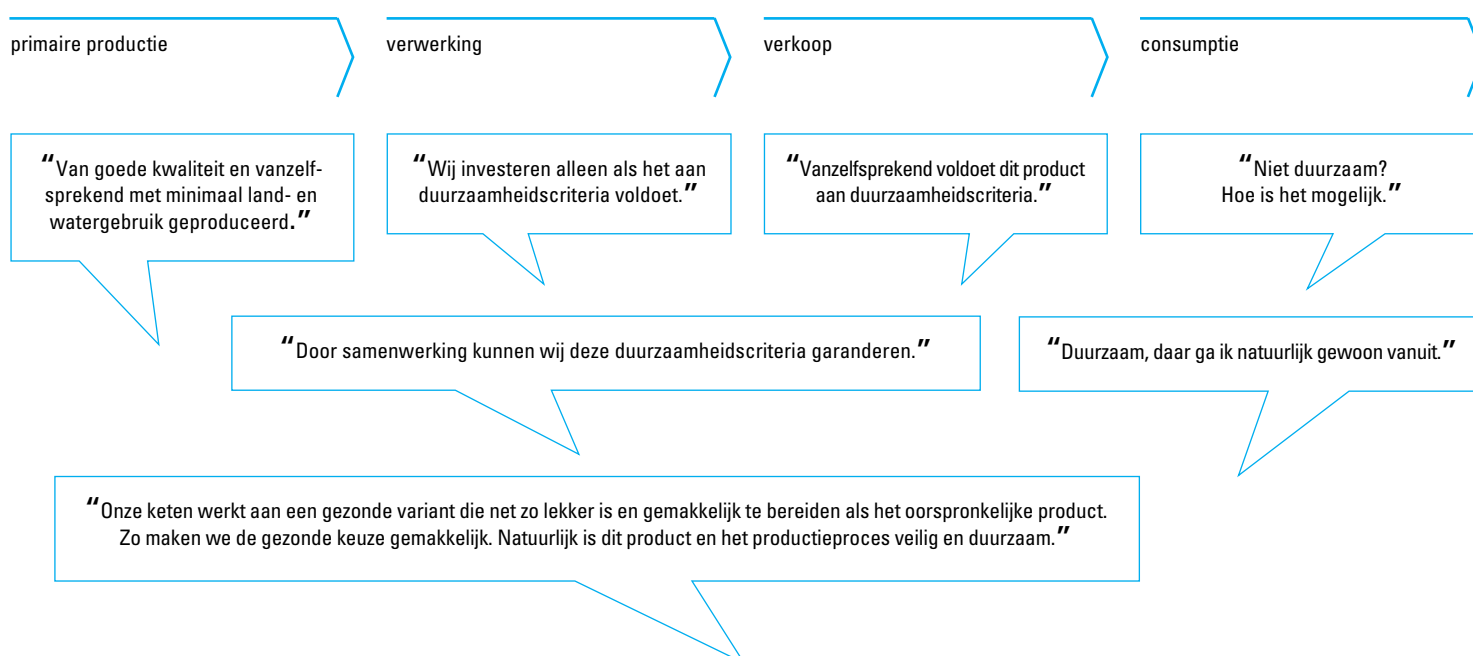 primaire productie
verwerking
verkoop
consumptie
“Van goede kwaliteit en vanzelf-
sprekend met minimaal land- en
watergebruik geproduceerd.”
“Wij investeren alleen als het aan
duurzaamheidscriteria voldoet.”
“Vanzelfsprekend voldoet dit product
aan duurzaamheidscriteria.”
“Niet duurzaam?
Hoe is het mogelijk.”
“Door samenwerking kunnen wij deze duurzaamheidscriteria garanderen.”
“Duurzaam, daar ga ik natuurlijk gewoon vanuit.”
“Onze keten werkt aan een gezonde variant die net zo lekker is en gemakkelijk te bereiden als het oorspronkelijke product.
Zo maken we de gezonde keuze gemakkelijk. Natuurlijk is dit product en het productieproces veilig en duurzaam.”